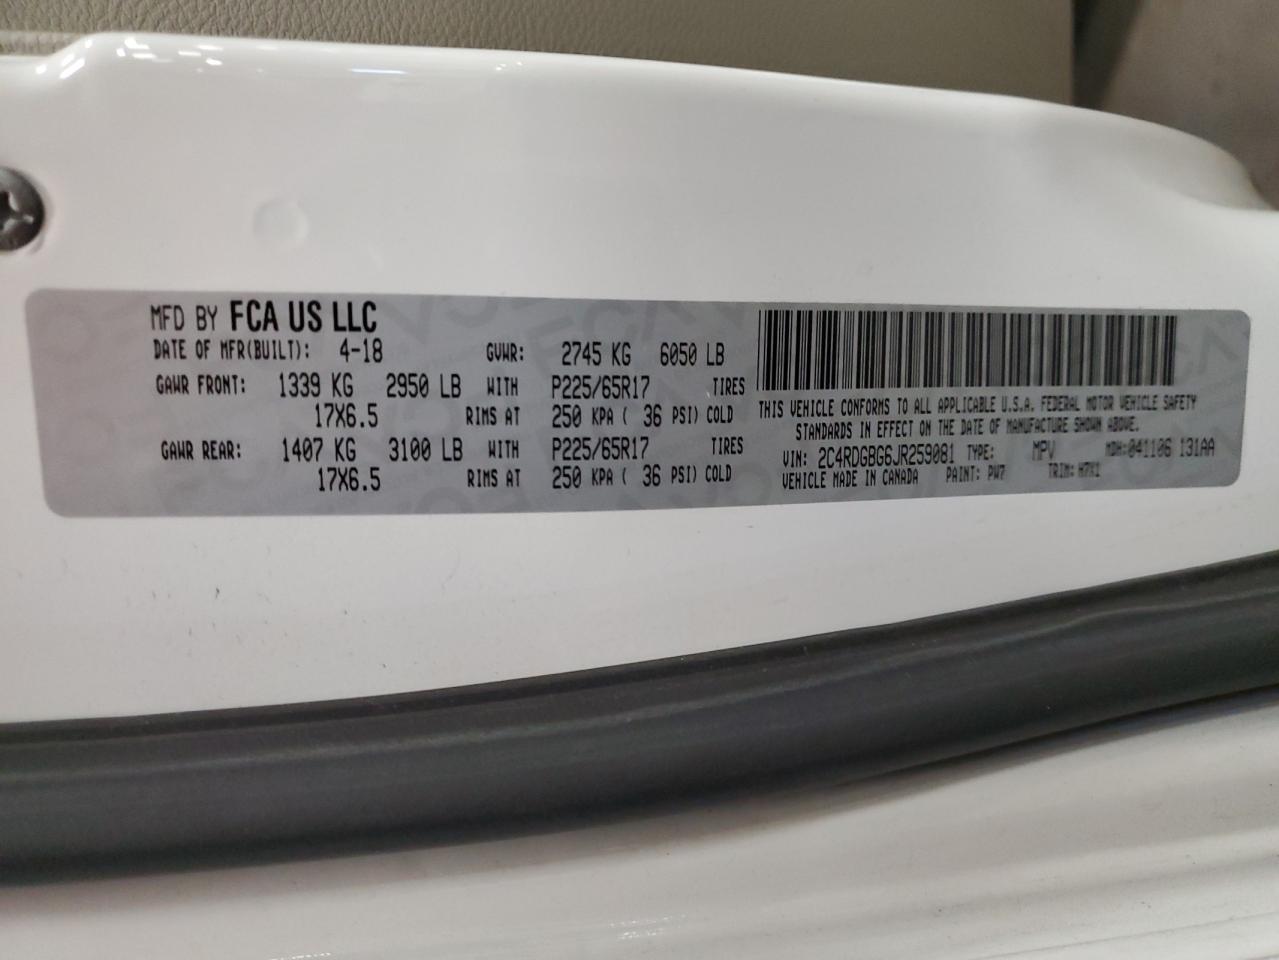 MFD BY FCA US LLC
DATE OF MFR(BUILT): 4-18 GVWR: 2745 KG 6050 LB
GAWR FRONT: 1339 KG 2950 LB WITH P225/65R17 TIRES
17X6.5 RIMS AT 250 KPA ( 36 PSI) COLD
GAWR REAR: 1407 KG 3100 LB WITH P225/65R17 TIRES
17X6.5 RIMS AT 250 KPA ( 36 PSI) COLD
THIS VEHICLE CONFORMS TO ALL APPLICABLE U.S.A. FEDERAL MOTOR VEHICLE SAFETY
STANDARDS IN EFFECT ON THE DATE OF MANUFACTURE SHOWN ABOVE.
VIN: 2C4RDGBG6JR259081 TYPE: MPV MDH:041106 131AA
VEHICLE MADE IN CANADA PAINT: PW7 TRIM: H7X1